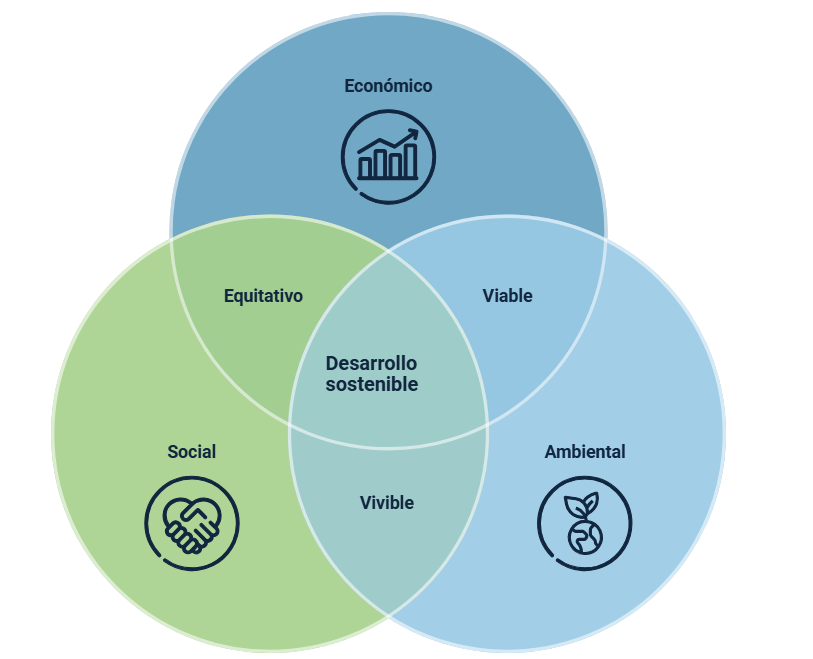 Económico
Equitativo
Viable
Desarrollo
sostenible
Social
Ambiental
Vivible